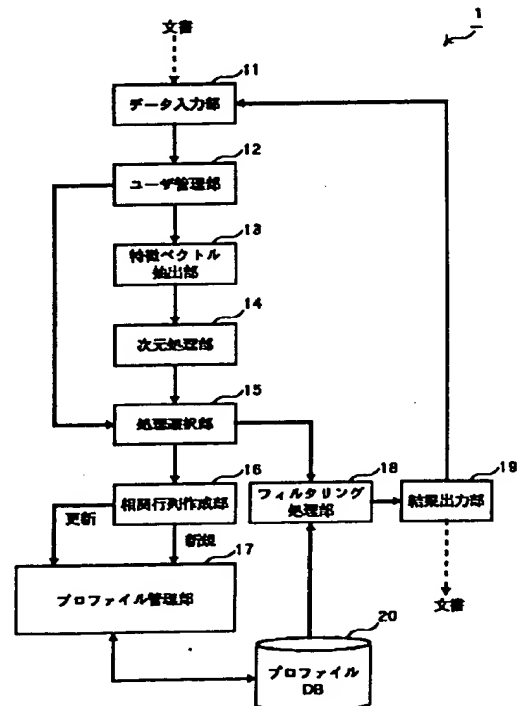 1
文書
11
データ入力部
12
ユーザ管理部
13
特徴ベクトル
抽出部
14
次元処理部
15
処理選択部
16
相関行列作成部
18
フィルタリング
処理部
19
結果出力部
更新
新規
17
プロファイル管理部
文書
20
プロファイル
DB